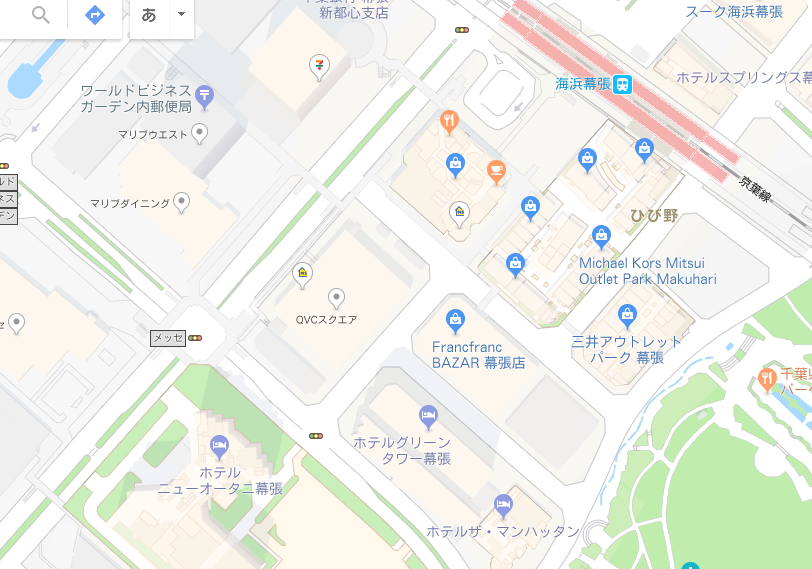 あ
新都心支店
スーク海浜幕張
海浜幕張
ホテルスプリングス幕
ワールドビジネス
ガーデン内郵便局
マリブウエスト
京葉線
マリブダイニング
ひび野
Michael Kors Mitsui
Outlet Park Makuhari
QVCスクエア
メッセ
三井アウトレット
パーク 幕張
Francfranc
BAZAR 幕張店
千葉県
パー
ホテルグリーン
タワー幕張
ホテル
ニューオータニ幕張
ホテルザ・マンハッタン